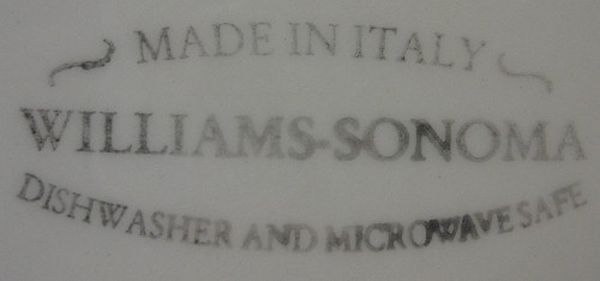 MADE IN ITALY
WILLIAMS-SONOMA
DISHWASHER AND MICROWAVE SAFE